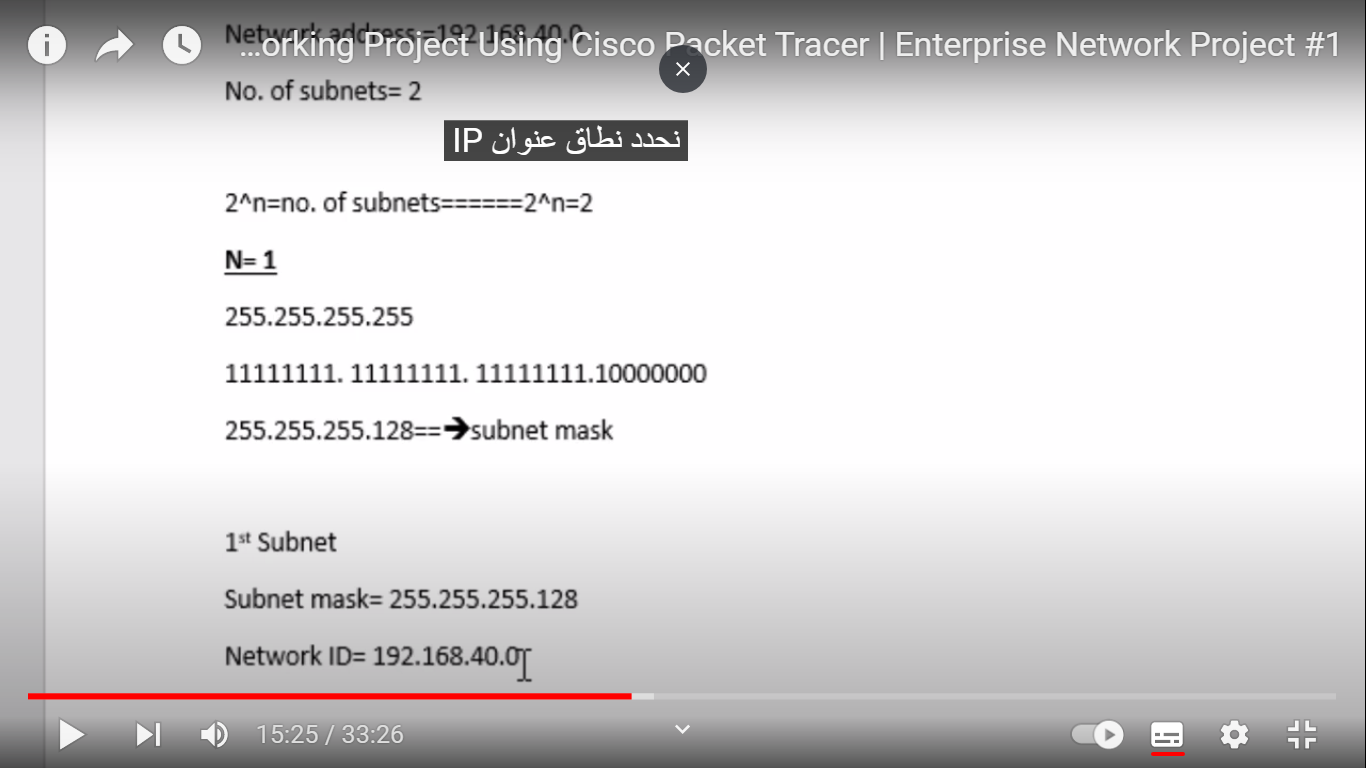 Network address=192.168.40.0
…orking Project Using Cisco Packet Tracer | Enterprise Network Project #1
No. of subnets= 2
نحدد نطاق عنوان IP
2^n=no. of subnets======2^n=2
N= 1
255.255.255.255
11111111. 11111111. 11111111.10000000
255.255.255.128==➔subnet mask
1st Subnet
Subnet mask= 255.255.255.128
Network ID= 192.168.40.0
15:25 / 33:26